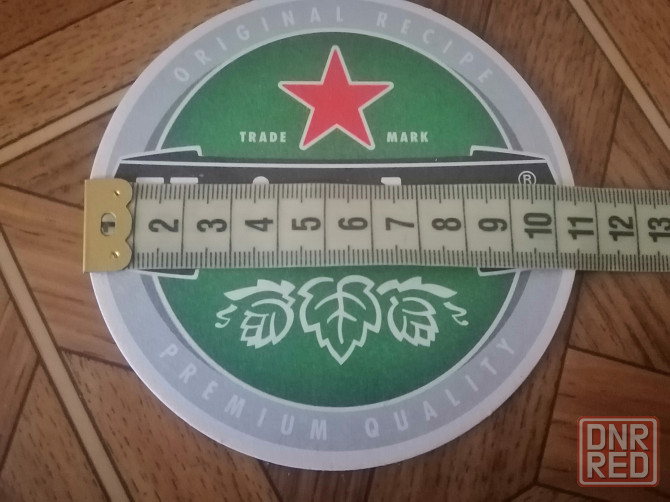 ORIGINAL RECIPE
TRADE MARK
®
1 2 3 4 5 6 7 8 9 10 11 12 13
PREMIUM QUALITY
DNR
RED